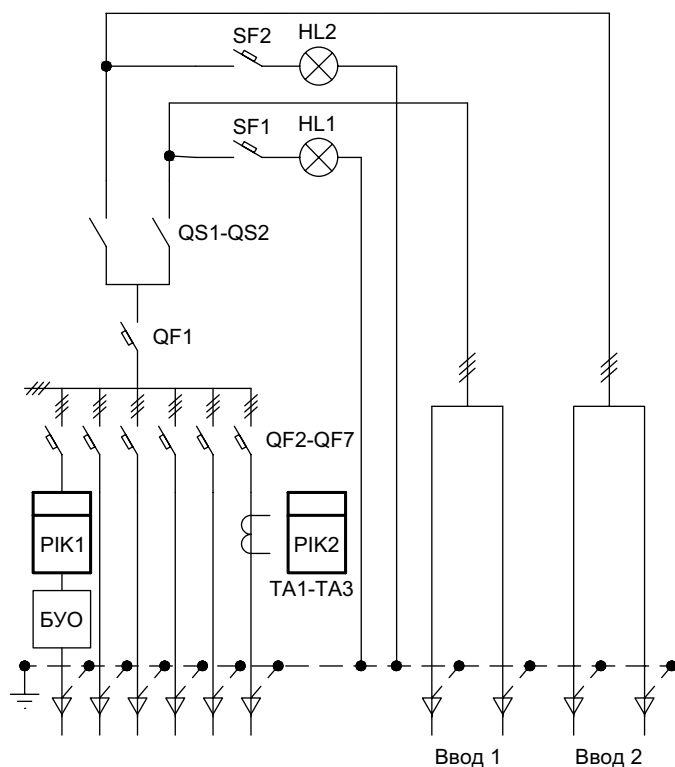 SF2
HL2
SF1
HL1
QS1-QS2
QF1
QF2-QF7
PIK1
PIK2
TA1-TA3
БУО
Ввод 1
Ввод 2